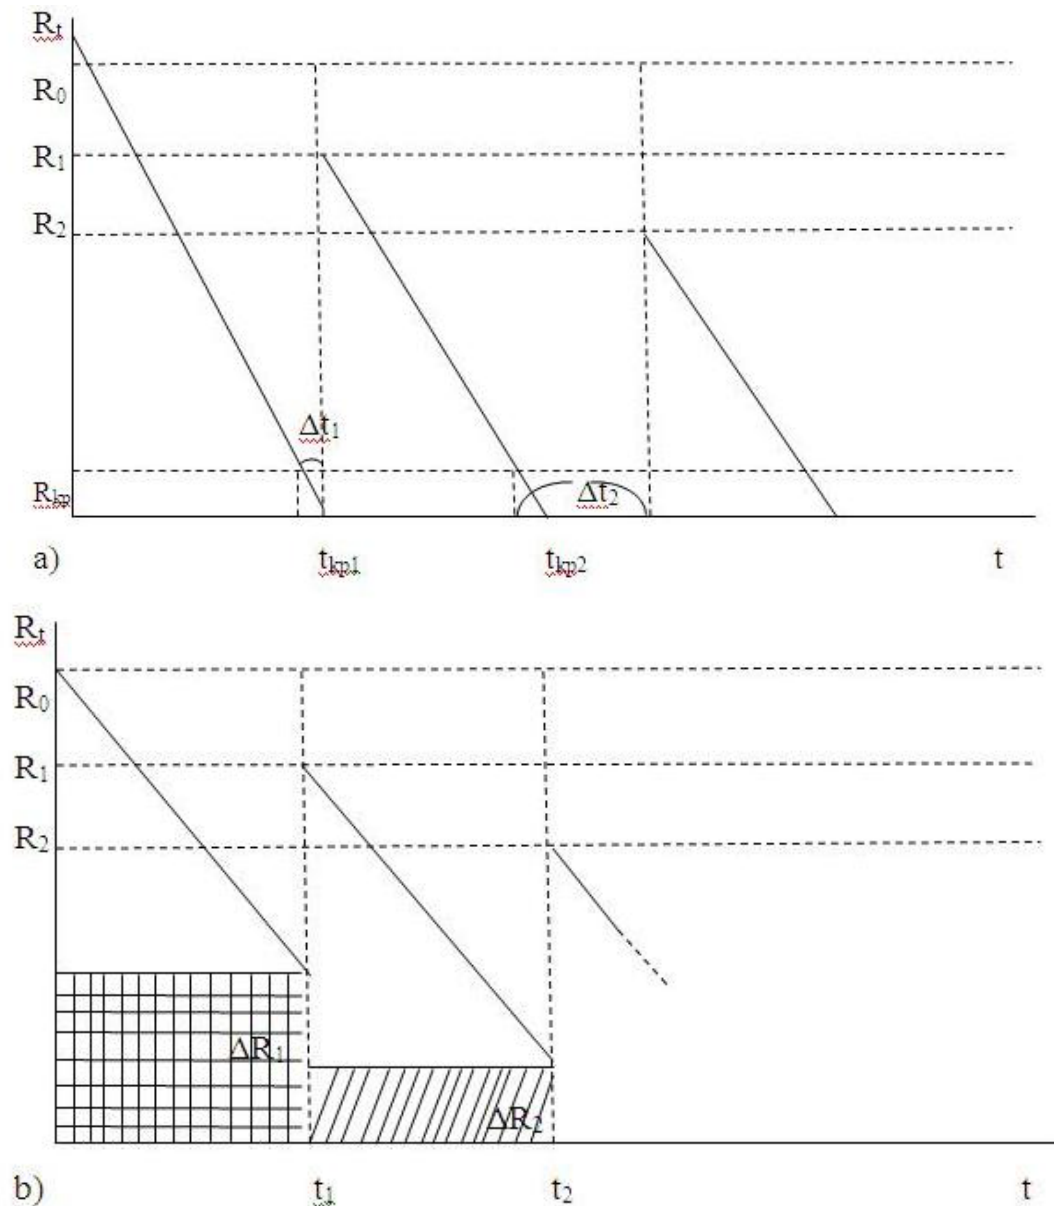 Rt
R0
R1
R2
Δt1
Rkp
Δt2
a) tkp1 tkp2 t
Rt
R0
R1
R2
ΔR1
ΔR2
b) t1 t2 t